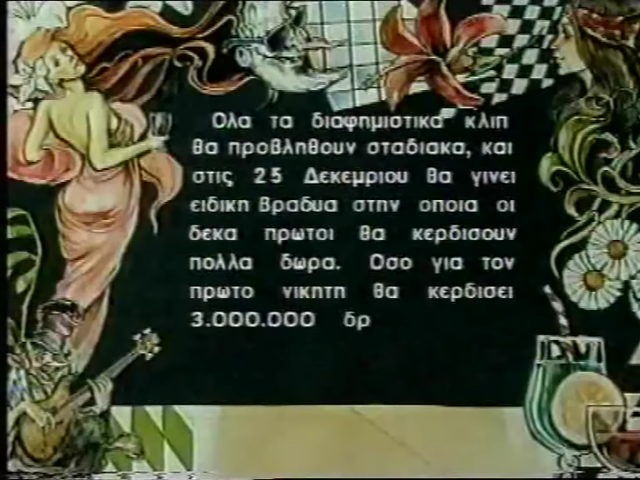 Ολα τα διαφημιστικα κλιπ
θα προβληθουν σταδιακα, και
στις 25 Δεκεμριου θα γινει
ειδικη βραδυα στην οποια οι
δεκα πρωτοι θα κερδισουν
πολλα δωρα. Οσο για τον
πρωτο νικητη θα κερδισει
3.000.000 δρ